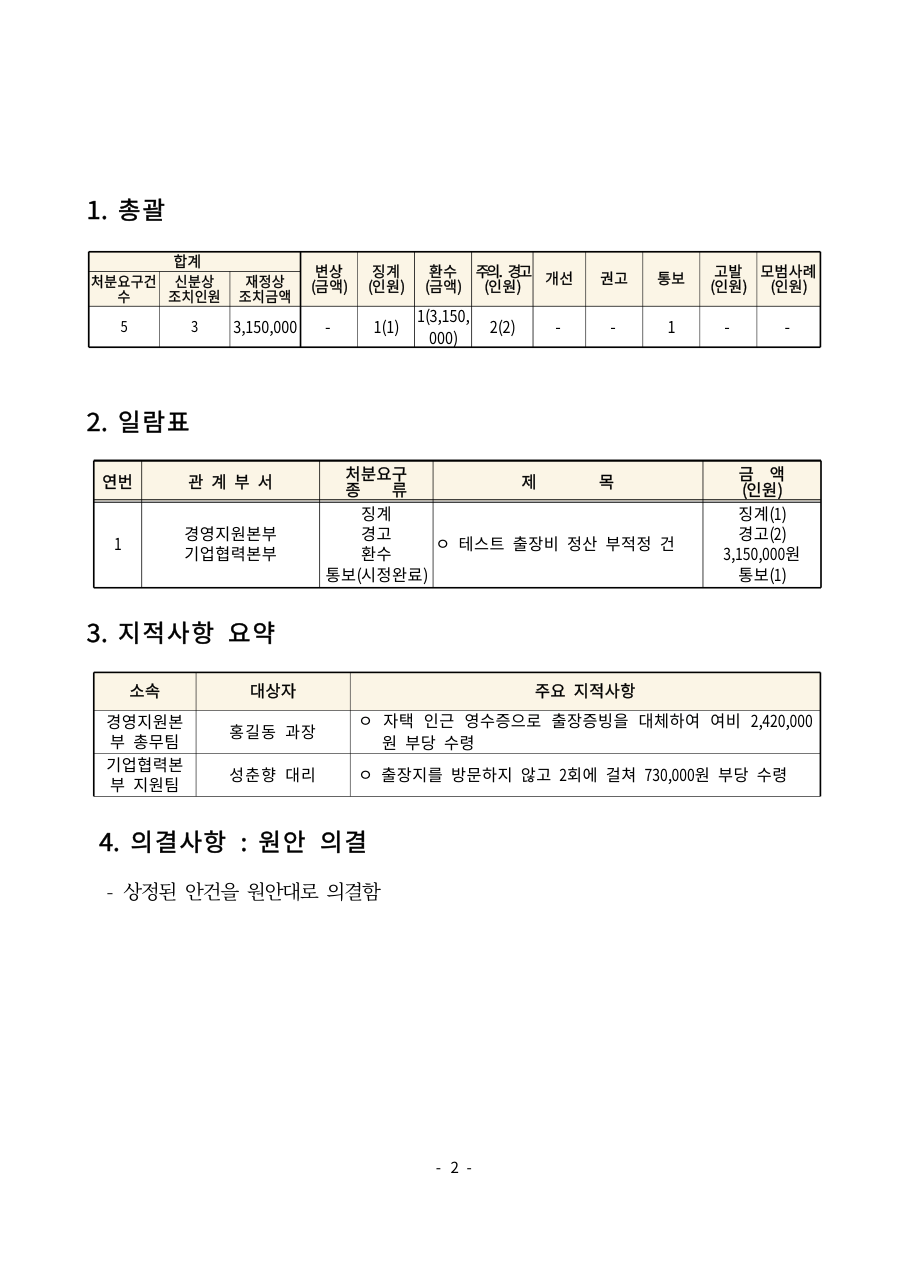 1. 총괄
합계
변상
(금액)
징계
(인원)
환수
(금액)
주의. 경고
(인원)
개선
권고
통보
고발
(인원)
모범사례
(인원)
처분요구건
수
신분상
조치인원
재정상
조치금액
5
3
3,150,000
-
1(1)
1(3,150,
000)
2(2)
-
-
1
-
-
2. 일람표
연번
관 계 부 서
처분요구
종 류
제 목
금 액
(인원)
1
경영지원본부
기업협력본부
징계
경고
환수
통보(시정완료)
ㅇ 테스트 출장비 정산 부적정 건
징계(1)
경고(2)
3,150,000원
통보(1)
3. 지적사항 요약
소속
대상자
주요 지적사항
경영지원본
부 총무팀
홍길동 과장
ㅇ 자택 인근 영수증으로 출장증빙을 대체하여 여비 2,420,000
원 부당 수령
기업협력본
부 지원팀
성춘향 대리
ㅇ 출장지를 방문하지 않고 2회에 걸쳐 730,000원 부당 수령
4. 의결사항 : 원안 의결
- 상정된 안건을 원안대로 의결함
- 2 -